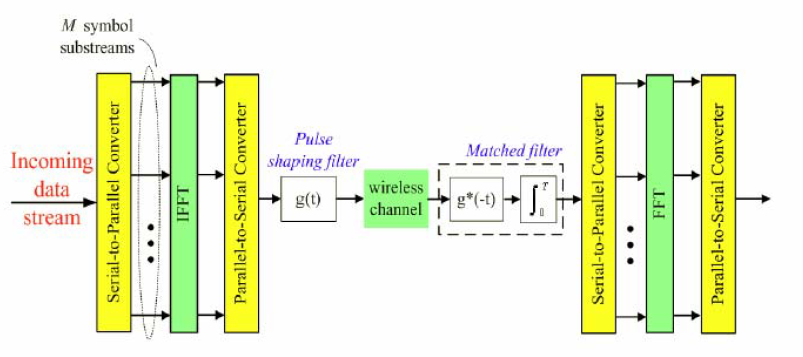 M symbol
substreams
Incoming
data
stream
Serial-to-Parallel Converter
IFFT
Parallel-to-Serial Converter
Pulse
shaping filter
g(t)
wireless
channel
Matched filter
g*(-t)
∫₀ᵀ
Serial-to-Parallel Converter
FFT
Parallel-to-Serial Converter